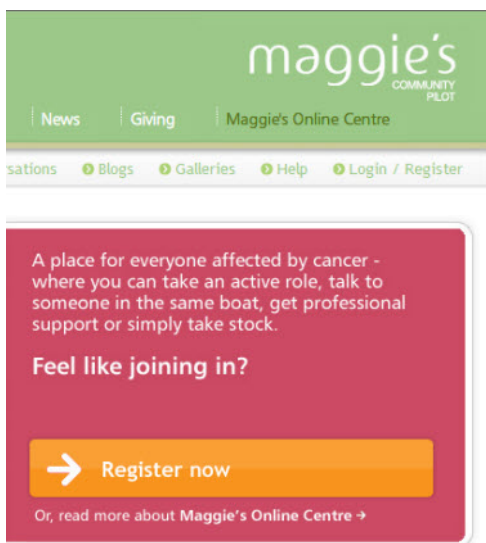 maggie's
COMMUNITY
PILOT
News Giving Maggie's Online Centre
Blogs Galleries Help Login / Register
A place for everyone affected by cancer -
where you can take an active role, talk to
someone in the same boat, get professional
support or simply take stock.
Feel like joining in?
Register now
Or, read more about Maggie's Online Centre →